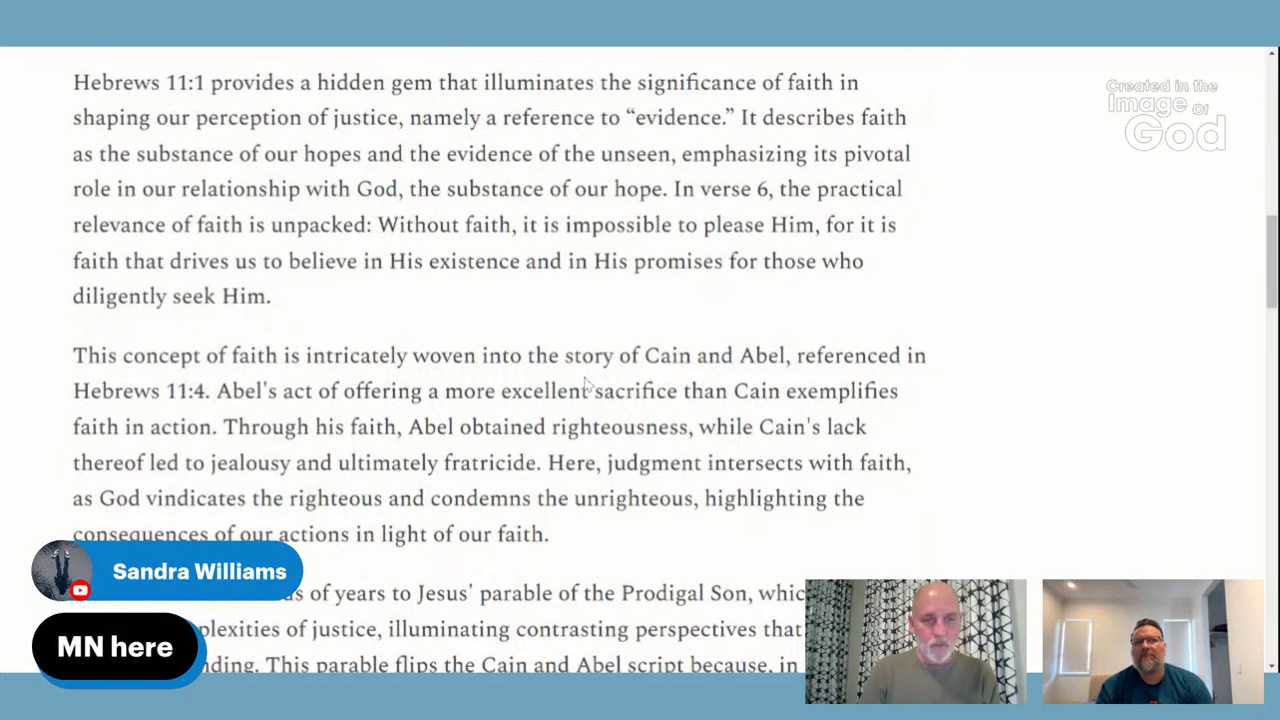 Hebrews 11:1 provides a hidden gem that illuminates the significance of faith in
shaping our perception of justice, namely a reference to “evidence.” It describes faith
as the substance of our hopes and the evidence of the unseen, emphasizing its pivotal
role in our relationship with God, the substance of our hope. In verse 6, the practical
relevance of faith is unpacked: Without faith, it is impossible to please Him, for it is
faith that drives us to believe in His existence and in His promises for those who
diligently seek Him.
This concept of faith is intricately woven into the story of Cain and Abel, referenced in
Hebrews 11:4. Abel's act of offering a more excellent sacrifice than Cain exemplifies
faith in action. Through his faith, Abel obtained righteousness, while Cain's lack
thereof led to jealousy and ultimately fratricide. Here, judgment intersects with faith,
as God vindicates the righteous and condemns the unrighteous, highlighting the
consequences of our actions in light of our faith.
of years to Jesus' parable of the Prodigal Son,
of justice, illuminating contrasting perspectives that
This parable flips the Cain and Abel script because, in
Created in the
Image of
God
Sandra Williams
MN here